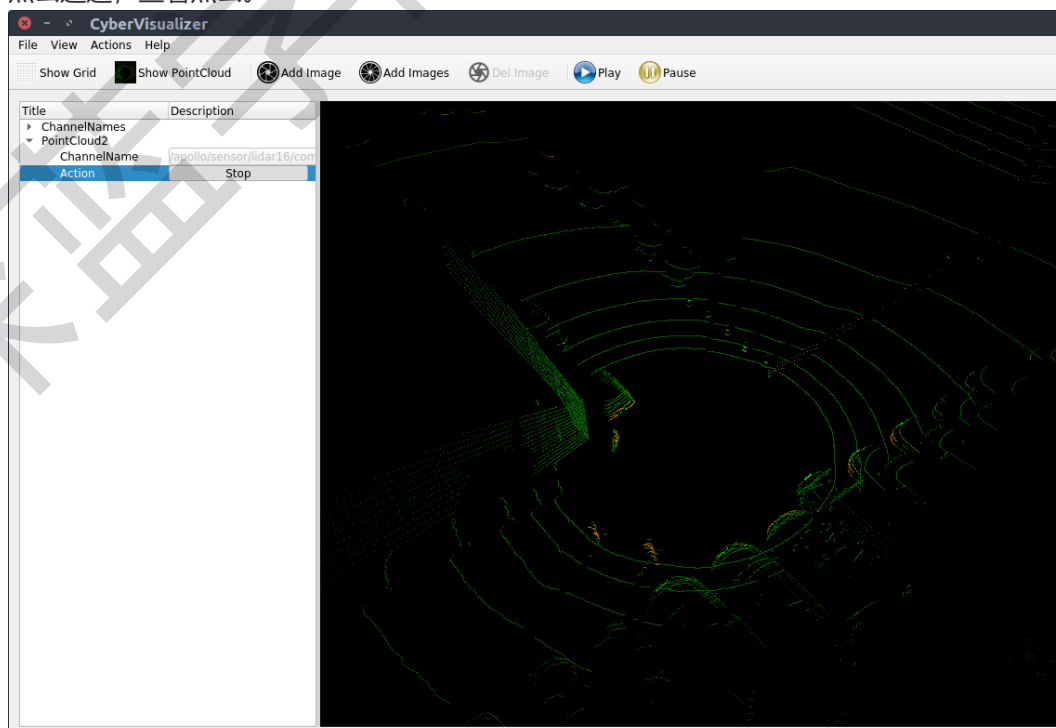 CyberVisualizer
File View Actions Help
Show Grid Show PointCloud Add Image Add Images Del Image Play Pause
Title Description
ChannelNames
PointCloud2
ChannelName /apollo/sensor/lidar16/com
Action Stop